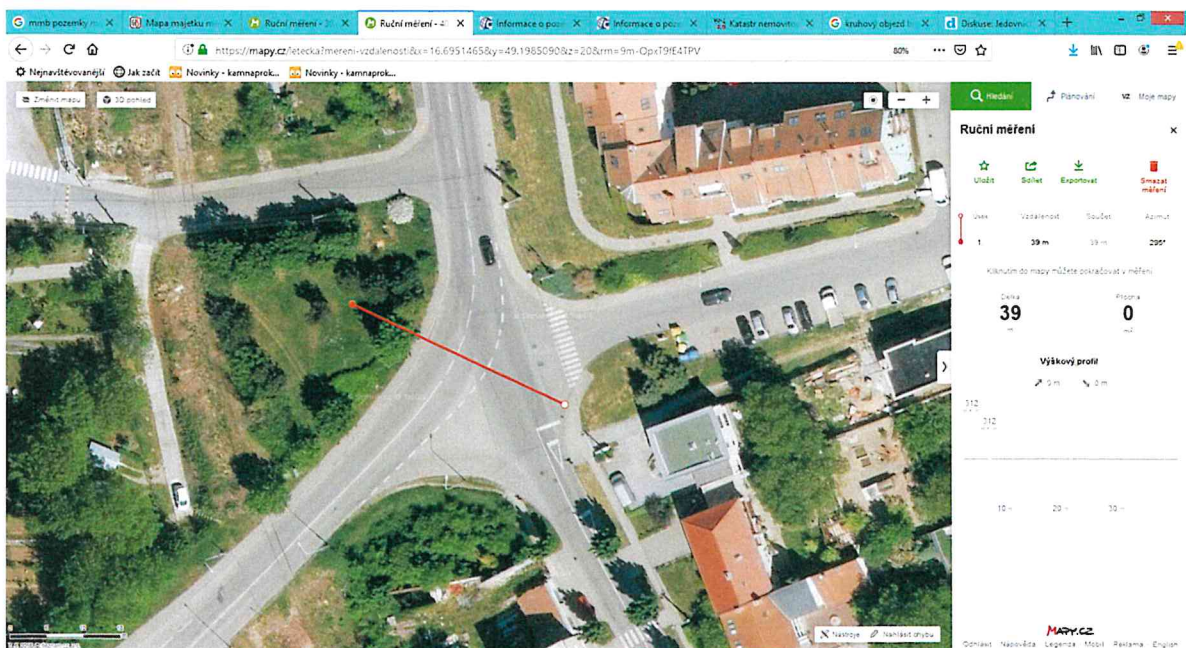 mmb pozemky m
Mapa majetku m
Ruční měření - 3
Ruční měření - 4
Informace o poz
Informace o poz
Katastr nemovito
kruhový objezd b
Diskuse: Jedovnic
https://mapy.cz/letecka?mereni-vzdalenosti&x=16.6951465&y=49.1985090&z=20&rm=9m-OpxT9fE4TPV
80%
Nejnavštěvovanější
Jak začít
Novinky - kamnaprok...
Novinky - kamnaprok...
Změnit mapu
3D pohled
Hledání
Plánování
Moje mapy
Ruční měření
Uložit
Sdílet
Exportovat
Smazat
měření
Úsek
Vzdálenost
Součet
Azimut
1
39 m
39 m
295°
Kliknutím do mapy můžete pokračovat v měření
Délka
Plocha
39
0
m
m2
Výškový profil
0 m
0 m
312
312
10
20
30
Nástroje
Nahlásit chybu
MAPY.CZ
Odhlásit
Nápověda
Legenda
Mobil
Reklama
English